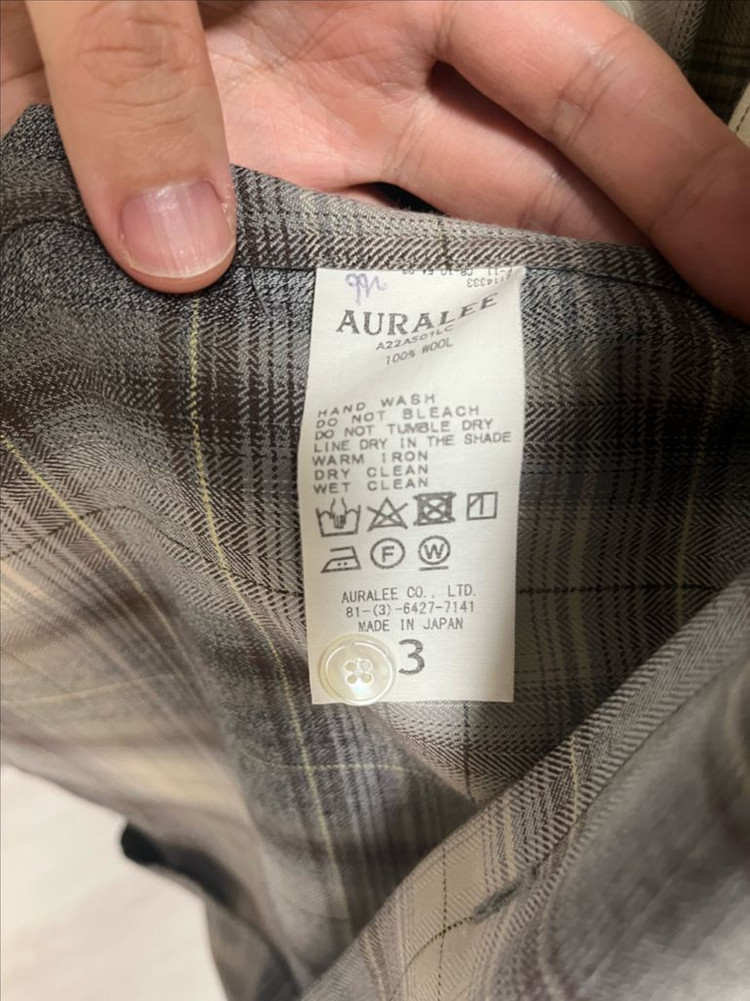 AURALEE
A22AS01LC
100% WOOL
HAND WASH
DO NOT BLEACH
DO NOT TUMBLE DRY
LINE DRY IN THE SHADE
WARM IRON
DRY CLEAN
WET CLEAN
F W
AURALEE CO., LTD.
81-(3)-6427-7141
MADE IN JAPAN
3